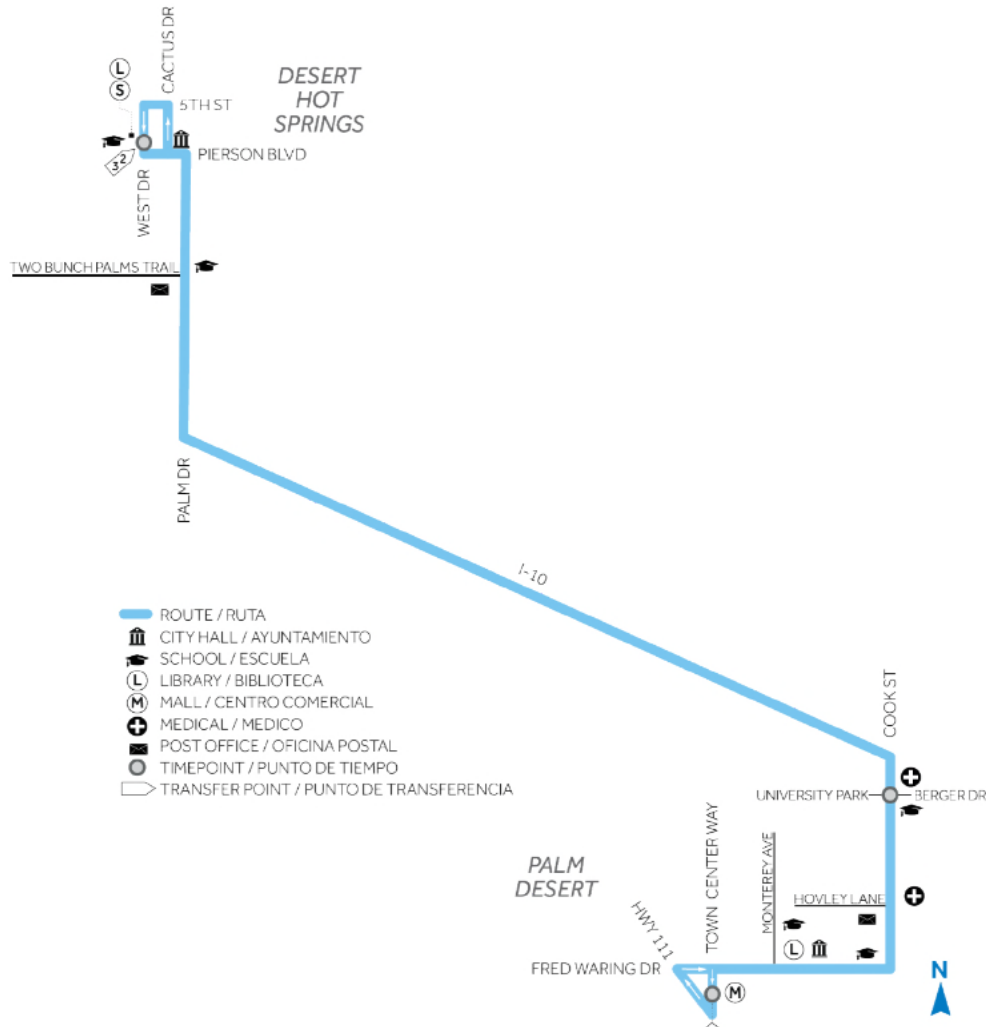 CACTUS DR
L
S
DESERT
HOT
SPRINGS
5TH ST
PIERSON BLVD
3 2
WEST DR
TWO BUNCH PALMS TRAIL
PALM DR
I-10
ROUTE / RUTA
CITY HALL / AYUNTAMIENTO
SCHOOL / ESCUELA
L LIBRARY / BIBLIOTECA
M MALL / CENTRO COMERCIAL
MEDICAL / MEDICO
POST OFFICE / OFICINA POSTAL
TIMEPOINT / PUNTO DE TIEMPO
TRANSFER POINT / PUNTO DE TRANSFERENCIA
COOK ST
UNIVERSITY PARK
BERGER DR
TOWN CENTER WAY
MONTEREY AVE
PALM
DESERT
HOVLEY LANE
HWY 111
L
FRED WARING DR
M
N